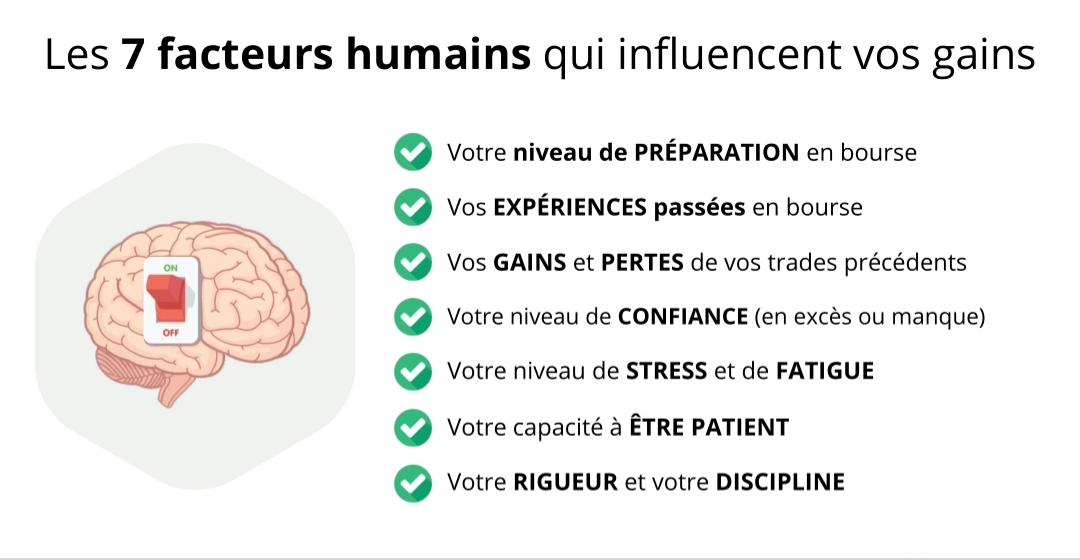 Les 7 facteurs humains qui influencent vos gains
ON
OFF
Votre niveau de PRÉPARATION en bourse
Vos EXPÉRIENCES passées en bourse
Vos GAINS et PERTES de vos trades précédents
Votre niveau de CONFIANCE (en excès ou manque)
Votre niveau de STRESS et de FATIGUE
Votre capacité à ÊTRE PATIENT
Votre RIGUEUR et votre DISCIPLINE